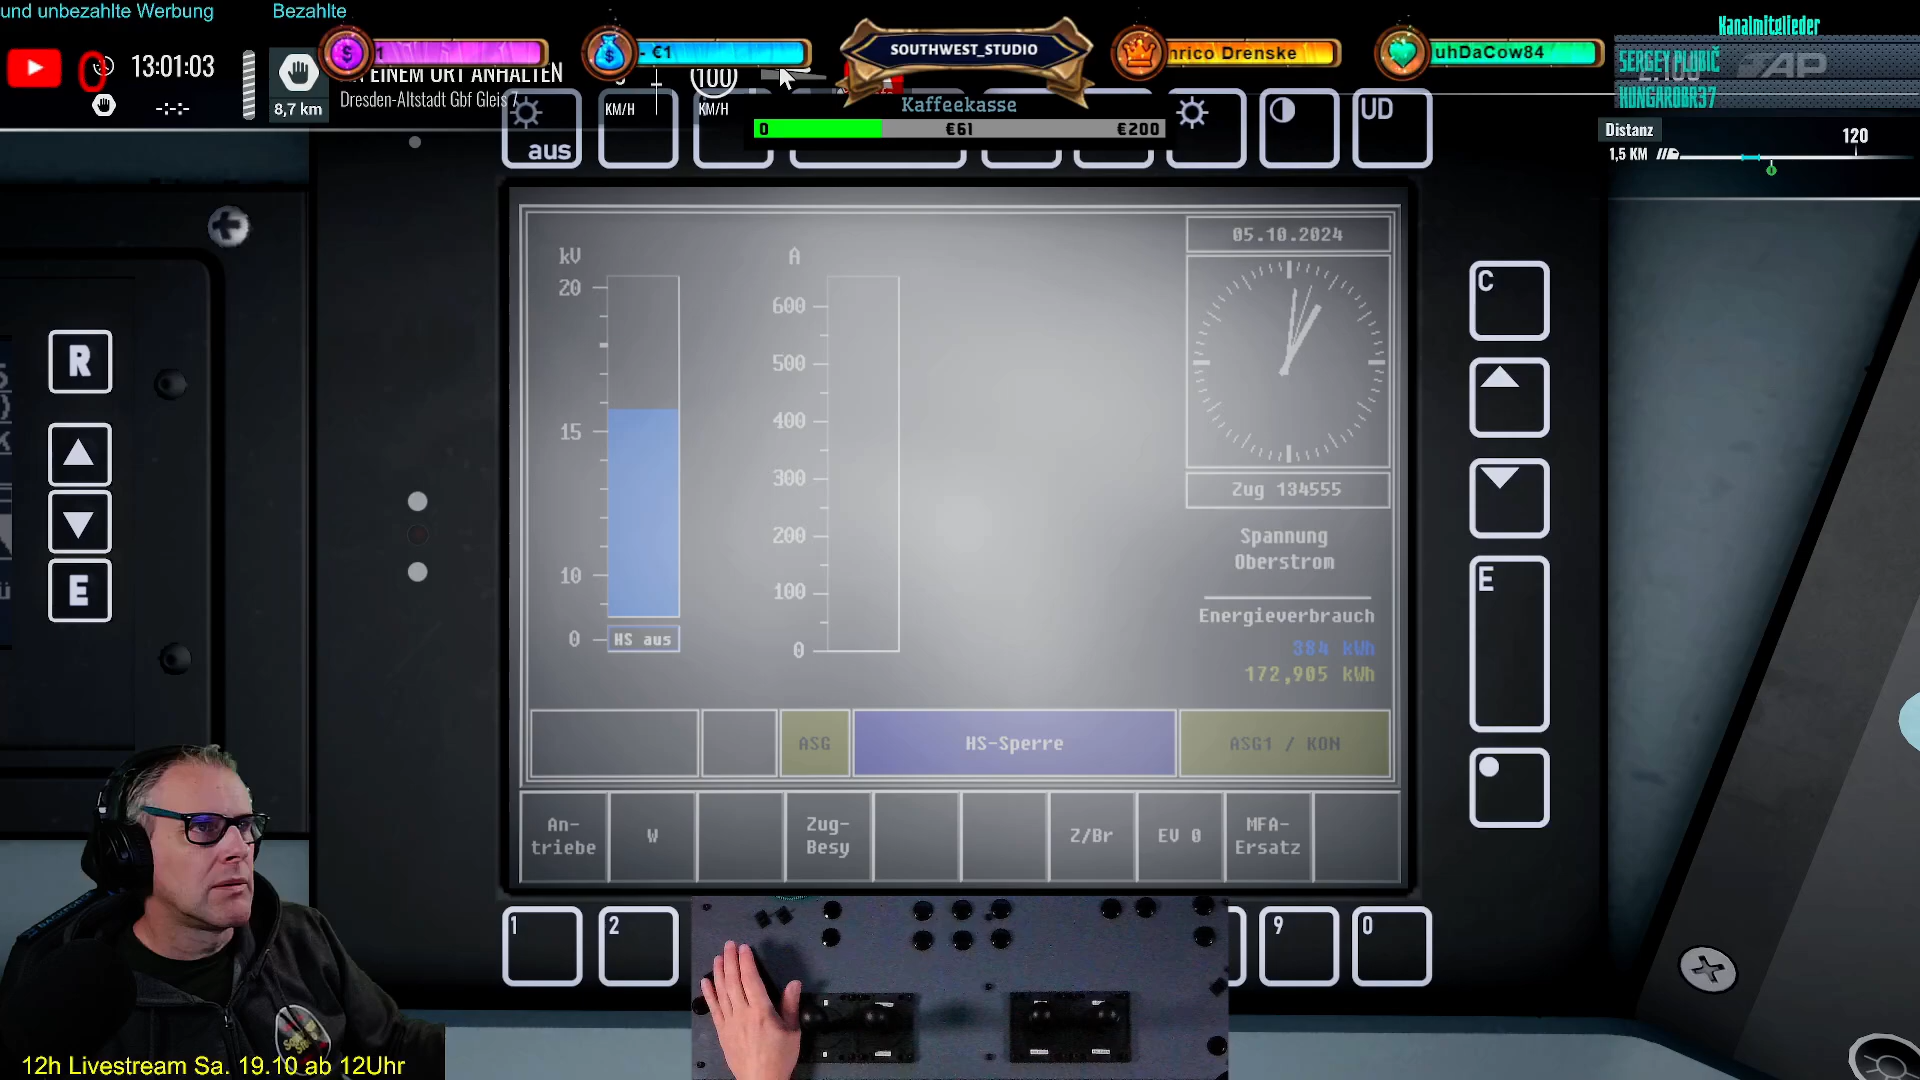 und unbezahlte Werbung
Bezahlte
13:01:03
-:-:-
8,7 km
EINEM ORT ANHALTEN
Dresden-Altstadt Gbf Gleis 7
1
- €1
KM/H
100
KM/H
SOUTHWEST_STUDIO
Kaffeekasse
0
€61
€200
nrico Drenske
uhDaCow84
Kanalmitglieder
SERGEY PLUBIČ
HUNGAROBR37
Distanz
1,5 KM
120
aus
UD
R
E
C
E
kV
20
15
10
0
HS aus
A
600
500
400
300
200
100
0
05.10.2024
Zug 134555
Spannung
Oberstrom
Energieverbrauch
384 kWh
172,905 kWh
ASG
HS-Sperre
ASG1 / KON
An-
triebe
W
Zug-
Besy
Z/Br
EV 0
MFA-
Ersatz
1
2
9
0
12h Livestream Sa. 19.10 ab 12Uhr